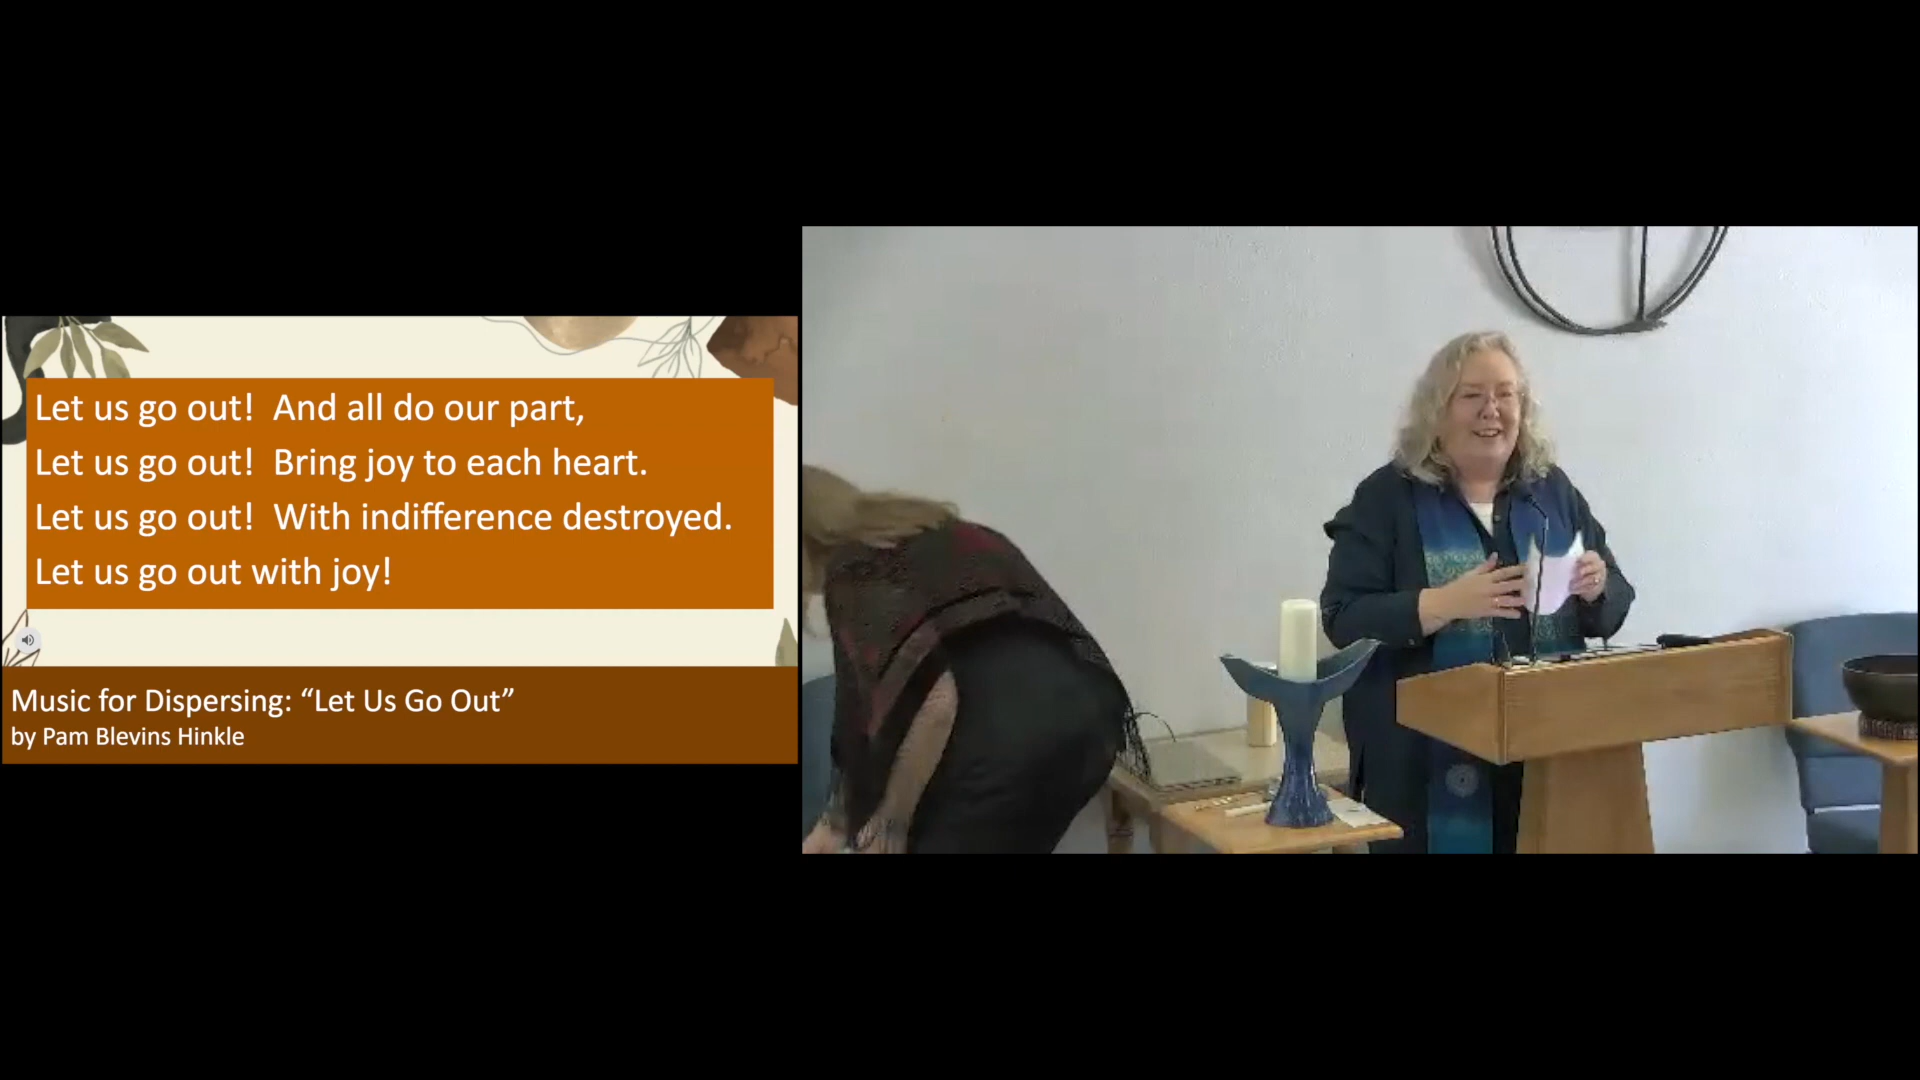 Let us go out!  And all do our part,
Let us go out!  Bring joy to each heart.
Let us go out!  With indifference destroyed.
Let us go out with joy!
Music for Dispersing: “Let Us Go Out”
by Pam Blevins Hinkle